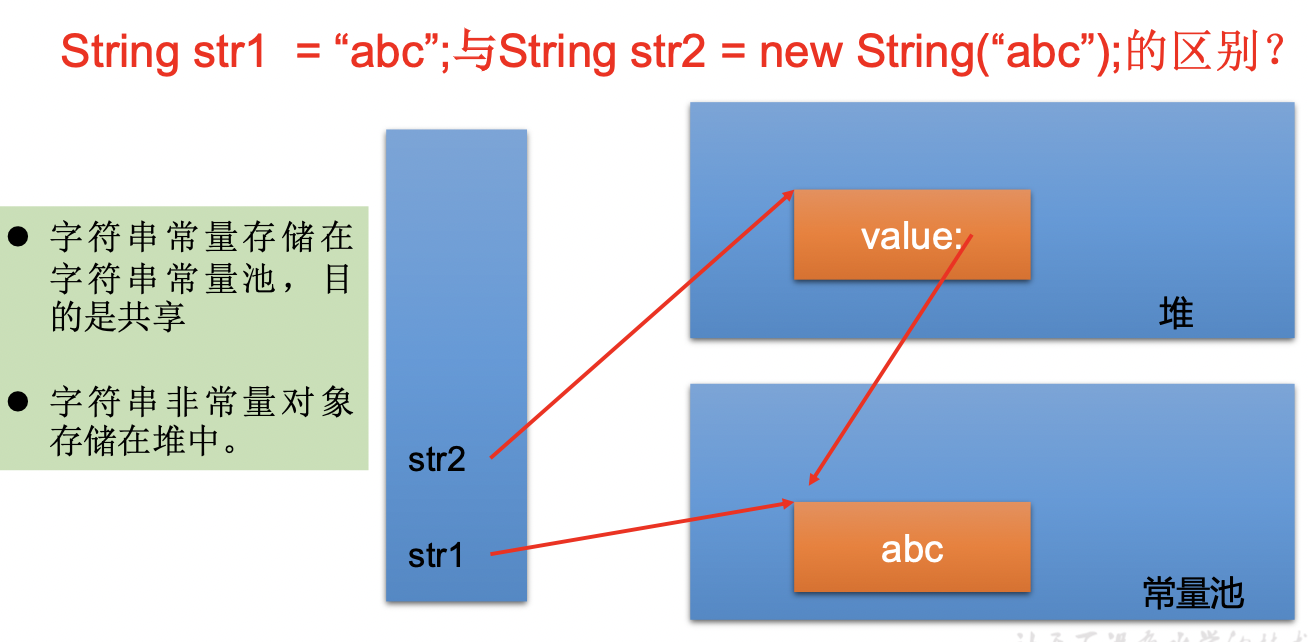 String str1 = “abc”;与String str2 = new String(“abc”);的区别？
● 字符串常量存储在
字符串常量池，目
的是共享
● 字符串非常量对象
存储在堆中。
str2
str1
value:
堆
abc
常量池